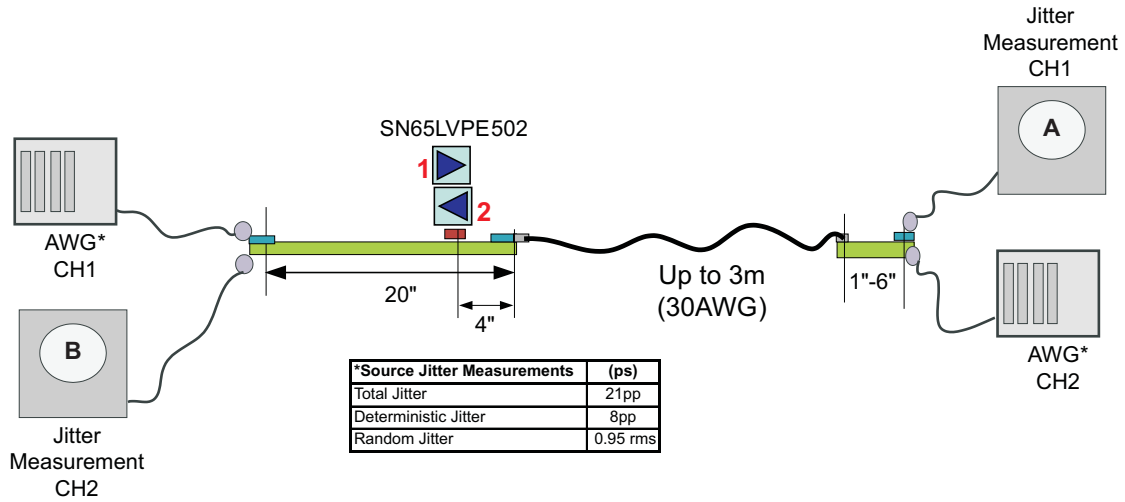 Jitter
Measurement
CH1
A
SN65LVPE502
1
2
AWG*
CH1
20"
4"
Up to 3m
(30AWG)
1"-6"
AWG*
CH2
B
Jitter
Measurement
CH2
*Source Jitter Measurements (ps)
Total Jitter 21pp
Deterministic Jitter 8pp
Random Jitter 0.95 rms